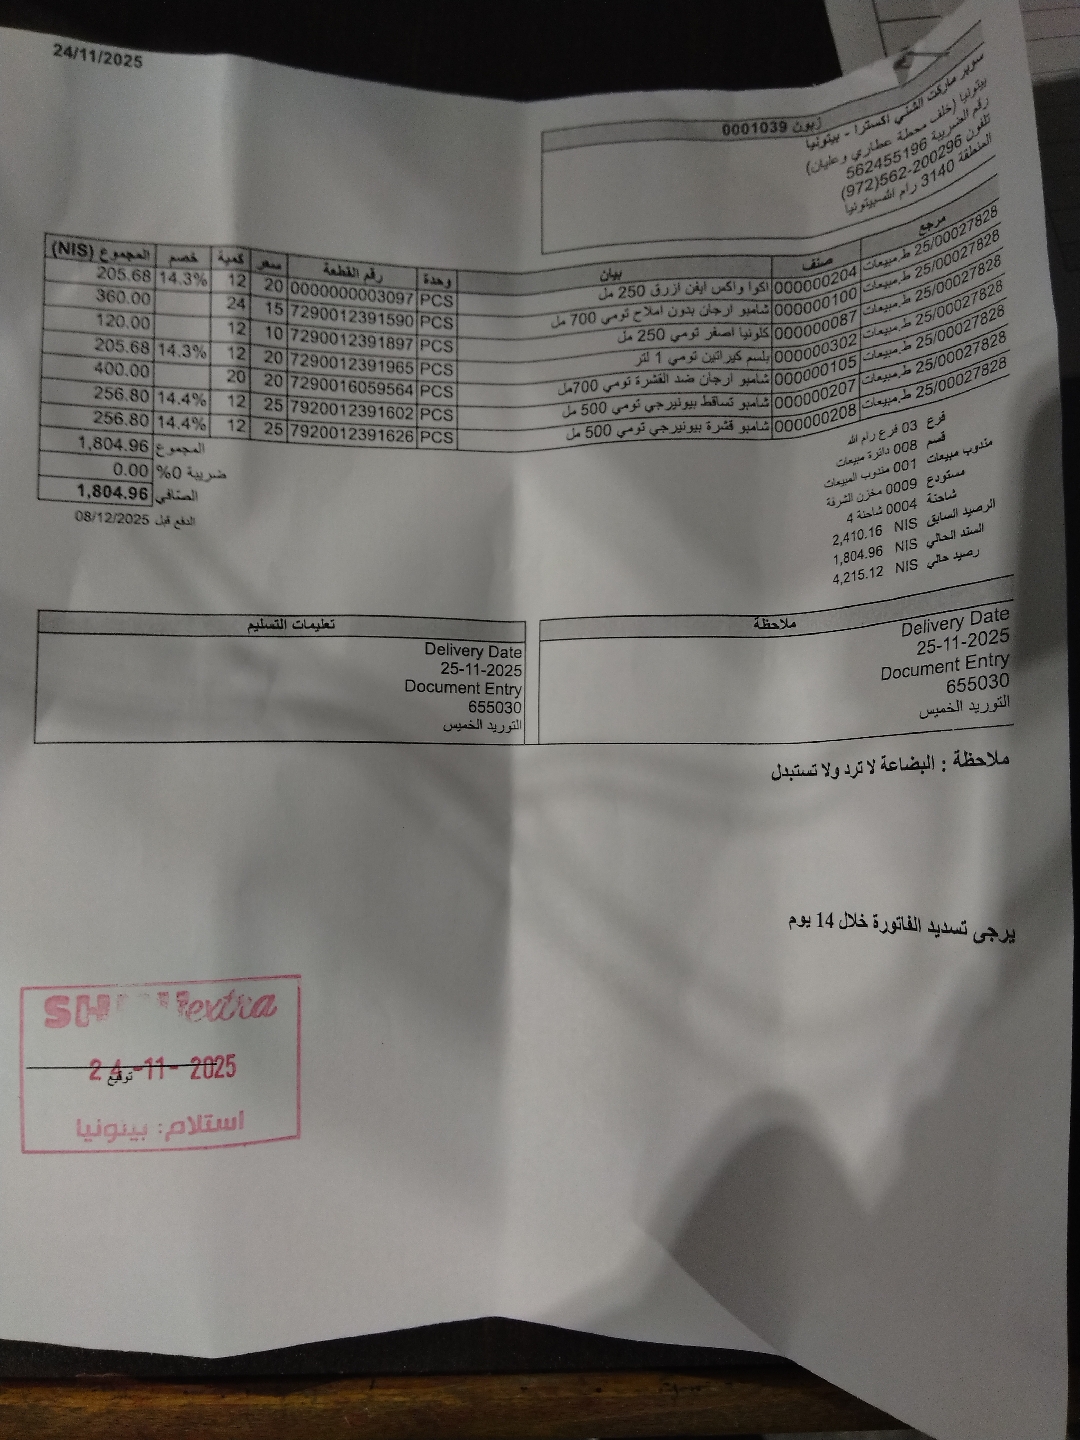 24/11/2025
زبون 0001039
سوبر ماركت الشني اكسترا - بيتونيا
بيتونيا (خلف محطة عطاري وعليان)
رقم الضريبة 562455196
تلفون 200296-562(972)
المنطقة 3140 رام الله-بيتونيا
مرجع صنف بيان وحدة رقم القطعة سعر كمية خصم المجموع (NIS)
25/00027828 ط.مبيعات 000000204 اكوا واكس ايفن ازرق 250 مل PCS 0000000003097 20 12 14.3% 205.68
25/00027828 ط.مبيعات 000000100 شامبو ارجان بدون املاح تومي 700 مل PCS 7290012391590 15 24 360.00
25/00027828 ط.مبيعات 000000087 كلونيا اصفر تومي 250 مل PCS 7290012391897 10 12 120.00
25/00027828 ط.مبيعات 000000302 بلسم كيراتين تومي 1 لتر PCS 7290012391965 20 12 14.3% 205.68
25/00027828 ط.مبيعات 000000105 شامبو ارجان ضد القشرة تومي 700مل PCS 7290016059564 20 20 400.00
25/00027828 ط.مبيعات 000000207 شامبو تساقط بيونيرجي تومي 500 مل PCS 7920012391602 25 12 14.4% 256.80
25/00027828 ط.مبيعات 000000208 شامبو قشرة بيونيرجي تومي 500 مل PCS 7920012391626 25 12 14.4% 256.80
المجموع 1,804.96
ضريبة 0% 0.00
الصافي 1,804.96
الدفع قبل 08/12/2025
فرع 03 فرع رام الله
قسم 008 دائرة مبيعات
مندوب مبيعات 001 مندوب المبيعات
مستودع 0009 مخزن الشرفة
شاحنة 0004 شاحنة 4
الرصيد السابق NIS 2,410.16
السند الحالي NIS 1,804.96
رصيد حالي NIS 4,215.12
ملاحظة
Delivery Date
25-11-2025
Document Entry
655030
التوريد الخميس
تعليمات التسليم
Delivery Date
25-11-2025
Document Entry
655030
التوريد الخميس
ملاحظة : البضاعة لا ترد ولا تستبدل
يرجى تسديد الفاتورة خلال 14 يوم
extra
24-11-2025
توقيع
استلام: بيتونيا